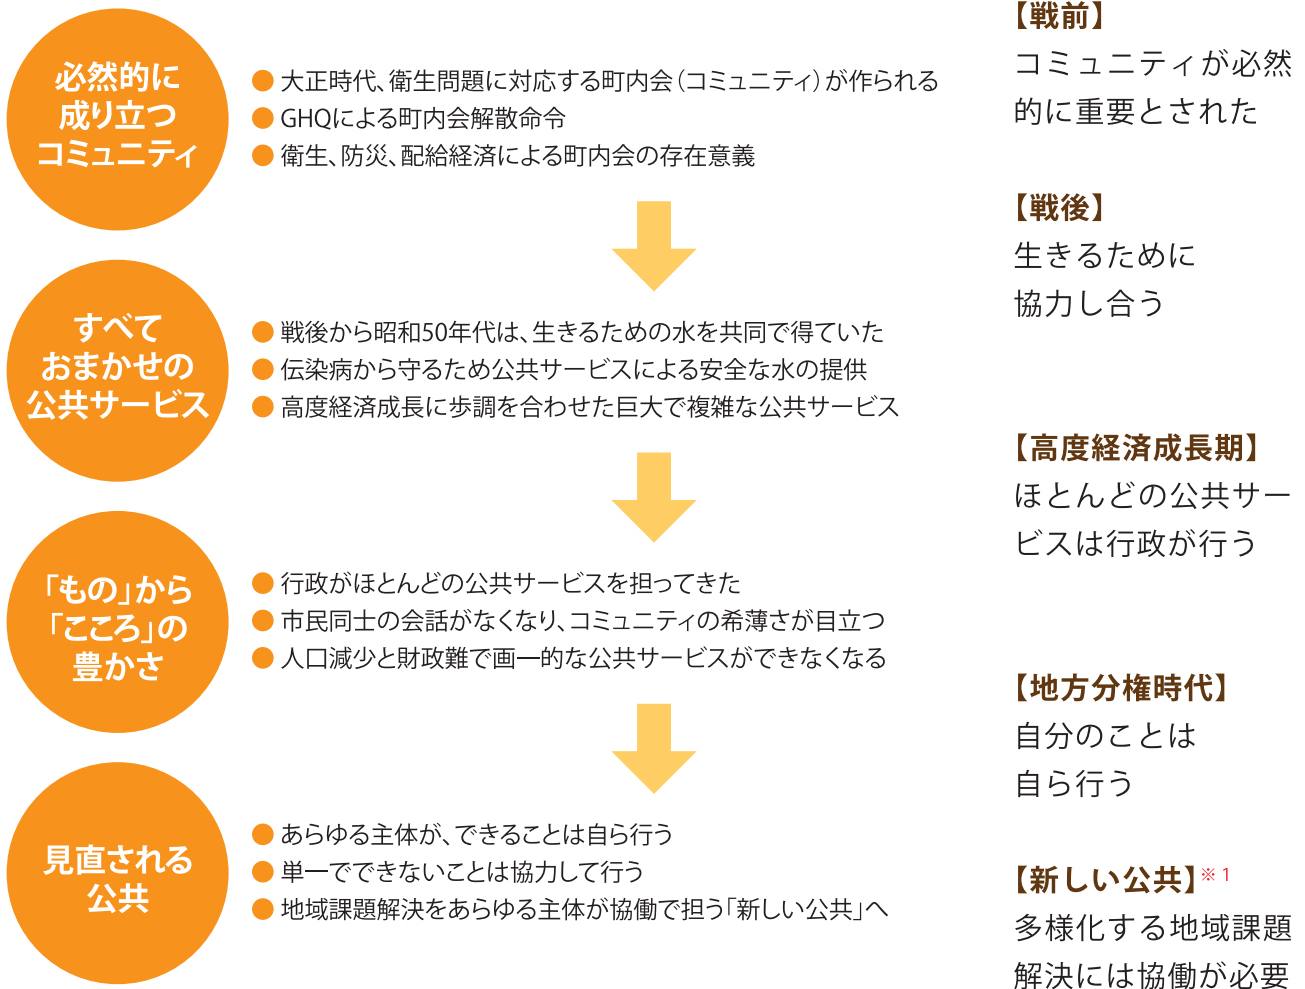 必然的に
成り立つ
コミュニティ
● 大正時代、衛生問題に対応する町内会（コミュニティ）が作られる
● GHQによる町内会解散命令
● 衛生、防災、配給経済による町内会の存在意義
すべて
おまかせの
公共サービス
● 戦後から昭和50年代は、生きるための水を共同で得ていた
● 伝染病から守るため公共サービスによる安全な水の提供
● 高度経済成長に歩調を合わせた巨大で複雑な公共サービス
「もの」から
「こころ」の
豊かさ
● 行政がほとんどの公共サービスを担ってきた
● 市民同士の会話がなくなり、コミュニティの希薄さが目立つ
● 人口減少と財政難で画一的な公共サービスができなくなる
見直される
公共
● あらゆる主体が、できることは自ら行う
● 単一でできないことは協力して行う
● 地域課題解決をあらゆる主体が協働で担う「新しい公共」へ
【戦前】
コミュニティが必然
的に重要とされた
【戦後】
生きるために
協力し合う
【高度経済成長期】
ほとんどの公共サー
ビスは行政が行う
【地方分権時代】
自分のことは
自ら行う
【新しい公共】※1
多様化する地域課題
解決には協働が必要